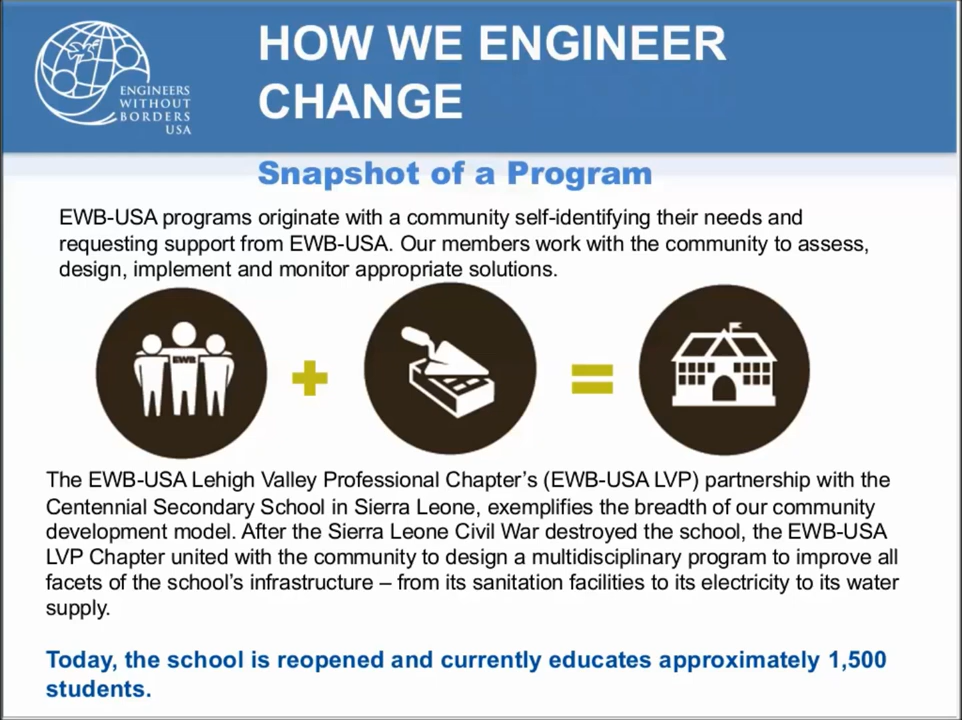 ENGINEERS
WITHOUT
BORDERS
USA
HOW WE ENGINEER
CHANGE
Snapshot of a Program
EWB-USA programs originate with a community self-identifying their needs and
requesting support from EWB-USA. Our members work with the community to assess,
design, implement and monitor appropriate solutions.
EWB
+
=
The EWB-USA Lehigh Valley Professional Chapter’s (EWB-USA LVP) partnership with the
Centennial Secondary School in Sierra Leone, exemplifies the breadth of our community
development model. After the Sierra Leone Civil War destroyed the school, the EWB-USA
LVP Chapter united with the community to design a multidisciplinary program to improve all
facets of the school’s infrastructure – from its sanitation facilities to its electricity to its water
supply.
Today, the school is reopened and currently educates approximately 1,500
students.